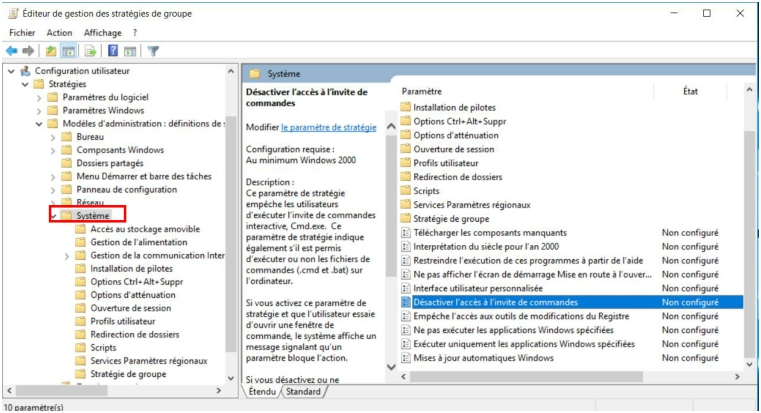 Éditeur de gestion des stratégies de groupe
Fichier Action Affichage ?
Configuration utilisateur
Stratégies
Paramètres du logiciel
Paramètres Windows
Modèles d'administration : définitions de
Bureau
Composants Windows
Dossiers partagés
Menu Démarrer et barre des tâches
Panneau de configuration
Réseau
Système
Accès au stockage amovible
Gestion de l'alimentation
Gestion de la communication Inter
Installation de pilotes
Options Ctrl+Alt+Suppr
Options d'atténuation
Ouverture de session
Profils utilisateur
Redirection de dossiers
Scripts
Services Paramètres régionaux
Stratégie de groupe
Système
Désactiver l'accès à l'invite de
commandes
Modifier le paramètre de stratégie
Configuration requise :
Au minimum Windows 2000
Description :
Ce paramètre de stratégie
empêche les utilisateurs
d'exécuter l'invite de commandes
interactive, Cmd.exe. Ce
paramètre de stratégie indique
également s'il est permis
d'exécuter ou non les fichiers de
commandes (.cmd et .bat) sur
l'ordinateur.
Si vous activez ce paramètre de
stratégie et que l'utilisateur essaie
d'ouvrir une fenêtre de
commande, le système affiche un
message signalant qu'un
paramètre bloque l'action.
Si vous désactivez ou ne
Paramètre État
Installation de pilotes
Options Ctrl+Alt+Suppr
Options d'atténuation
Ouverture de session
Profils utilisateur
Redirection de dossiers
Scripts
Services Paramètres régionaux
Stratégie de groupe
Télécharger les composants manquants Non configuré
Interprétation du siècle pour l'an 2000 Non configuré
Restreindre l'exécution de ces programmes à partir de l'aide Non configuré
Ne pas afficher l'écran de démarrage Mise en route à l'ouver... Non configuré
Interface utilisateur personnalisée Non configuré
Désactiver l'accès à l'invite de commandes Non configuré
Empêche l'accès aux outils de modifications du Registre Non configuré
Ne pas exécuter les applications Windows spécifiées Non configuré
Exécuter uniquement les applications Windows spécifiées Non configuré
Mises à jour automatiques Windows Non configuré
Étendu Standard
10 paramètre(s)